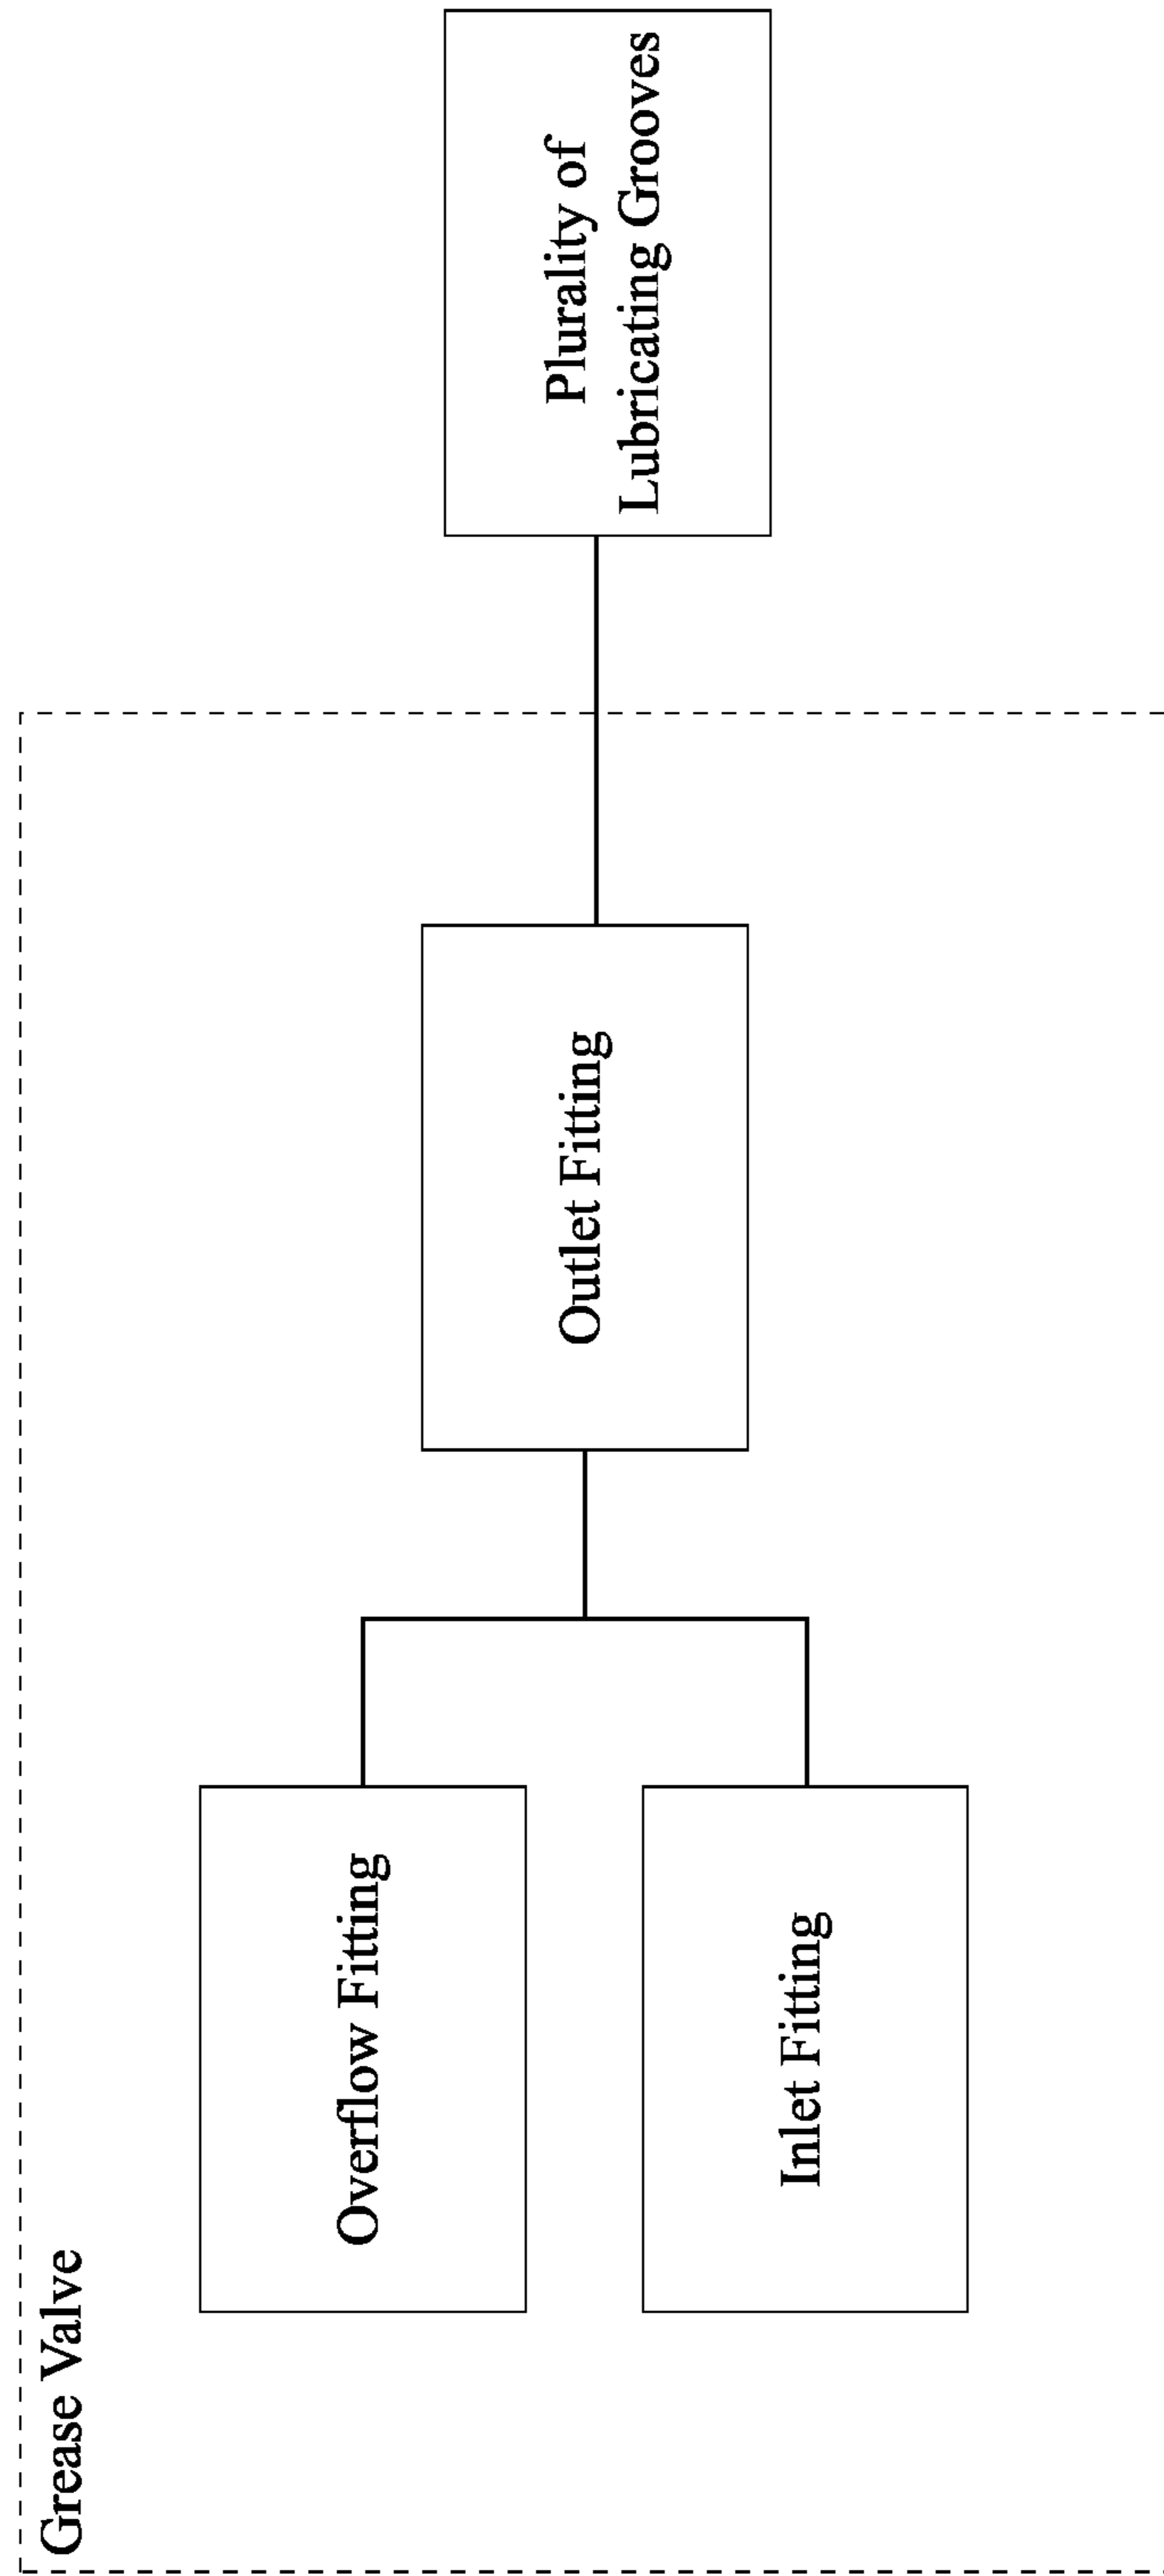 Grease Valve
Overflow Fitting
Inlet Fitting
Outlet Fitting
Plurality of
Lubricating Grooves